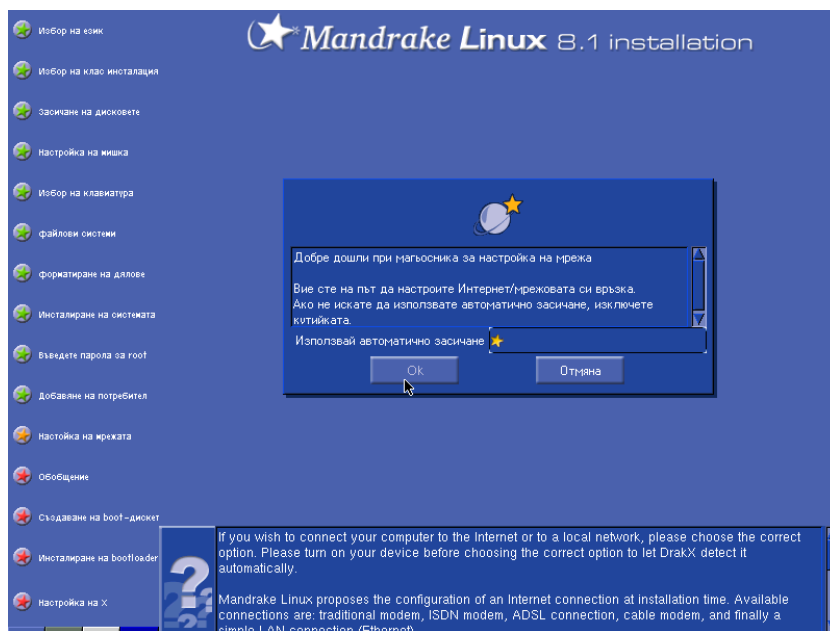 Mandrake Linux 8.1 installation
Избор на език
Избор на клас инсталация
Засичане на дисковете
Настройка на мишка
Избор на клавиатура
файлови системи
форматиране на дялове
Инсталиране на системата
Въведете парола за root
Добавяне на потребител
Настойка на мрежата
Обобщение
Създаване на boot-дискет
Инсталиране на bootloader
Настройка на X
Добре дошли при магьосника за настройка на мрежа
Вие сте на път да настроите Интернет/мрежовата си връзка.
Ако не искате да използвате автоматично засичане, изключете
кутийката.
Използвай автоматично засичане
Ok
Отмяна
If you wish to connect your computer to the Internet or to a local network, please choose the correct
option. Please turn on your device before choosing the correct option to let DrakX detect it
automatically.
Mandrake Linux proposes the configuration of an Internet connection at installation time. Available
connections are: traditional modem, ISDN modem, ADSL connection, cable modem, and finally a
simple LAN connection (Ethernet).